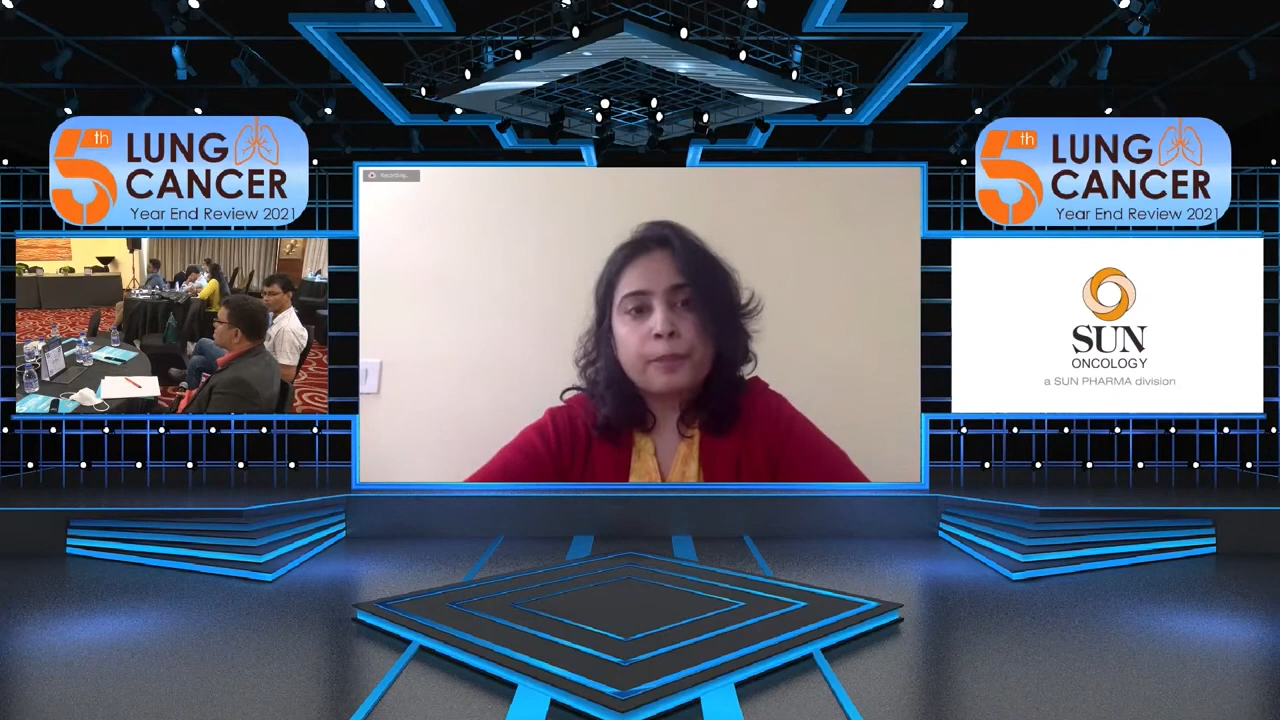 5th LUNG
CANCER
Year End Review 2021
Recording...
5th LUNG
CANCER
Year End Review 2021
SUN
ONCOLOGY
a SUN PHARMA division